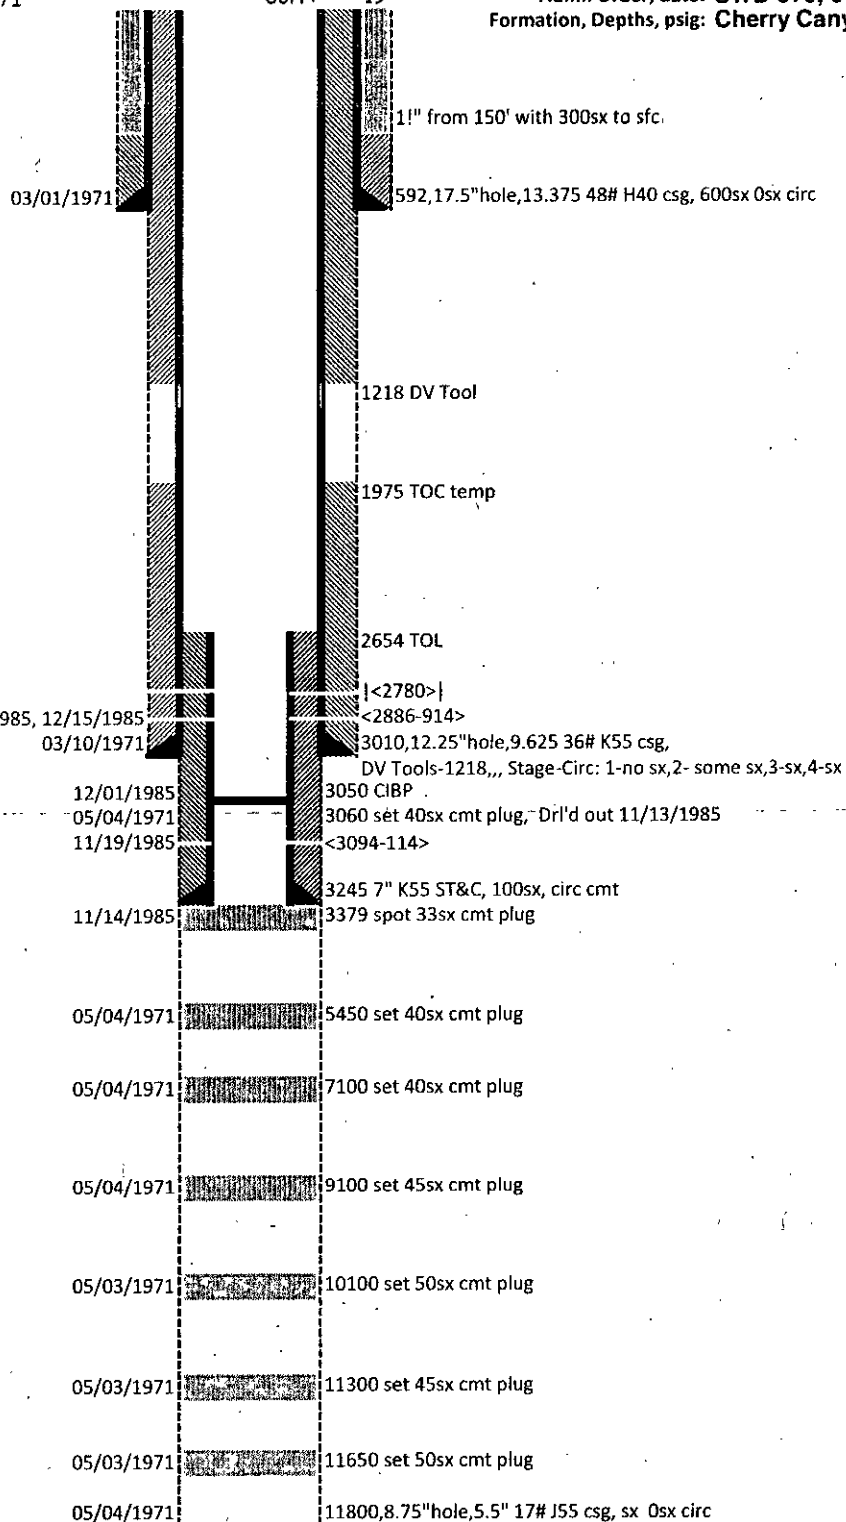 Formation, Depths, psig: Cherry Cany
1!" from 150' with 300sx to sfc.
03/01/1971 592,17.5"hole,13.375 48# H40 csg, 600sx 0sx circ
1218 DV Tool
1975 TOC temp
2654 TOL
|<2780>|
985, 12/15/1985 <2886-914>
03/10/1971 3010,12.25"hole,9.625 36# K55 csg,
DV Tools-1218,,, Stage-Circ: 1-no sx,2- some sx,3-sx,4-sx
12/01/1985 3050 CIBP
05/04/1971 3060 set 40sx cmt plug, Drl'd out 11/13/1985
11/19/1985 <3094-114>
3245 7" K55 ST&C, 100sx, circ cmt
11/14/1985 3379 spot 33sx cmt plug
05/04/1971 5450 set 40sx cmt plug
05/04/1971 7100 set 40sx cmt plug
05/04/1971 9100 set 45sx cmt plug
05/03/1971 10100 set 50sx cmt plug
05/03/1971 11300 set 45sx cmt plug
05/03/1971 11650 set 50sx cmt plug
05/04/1971 11800,8.75"hole,5.5" 17# J55 csg, sx 0sx circ